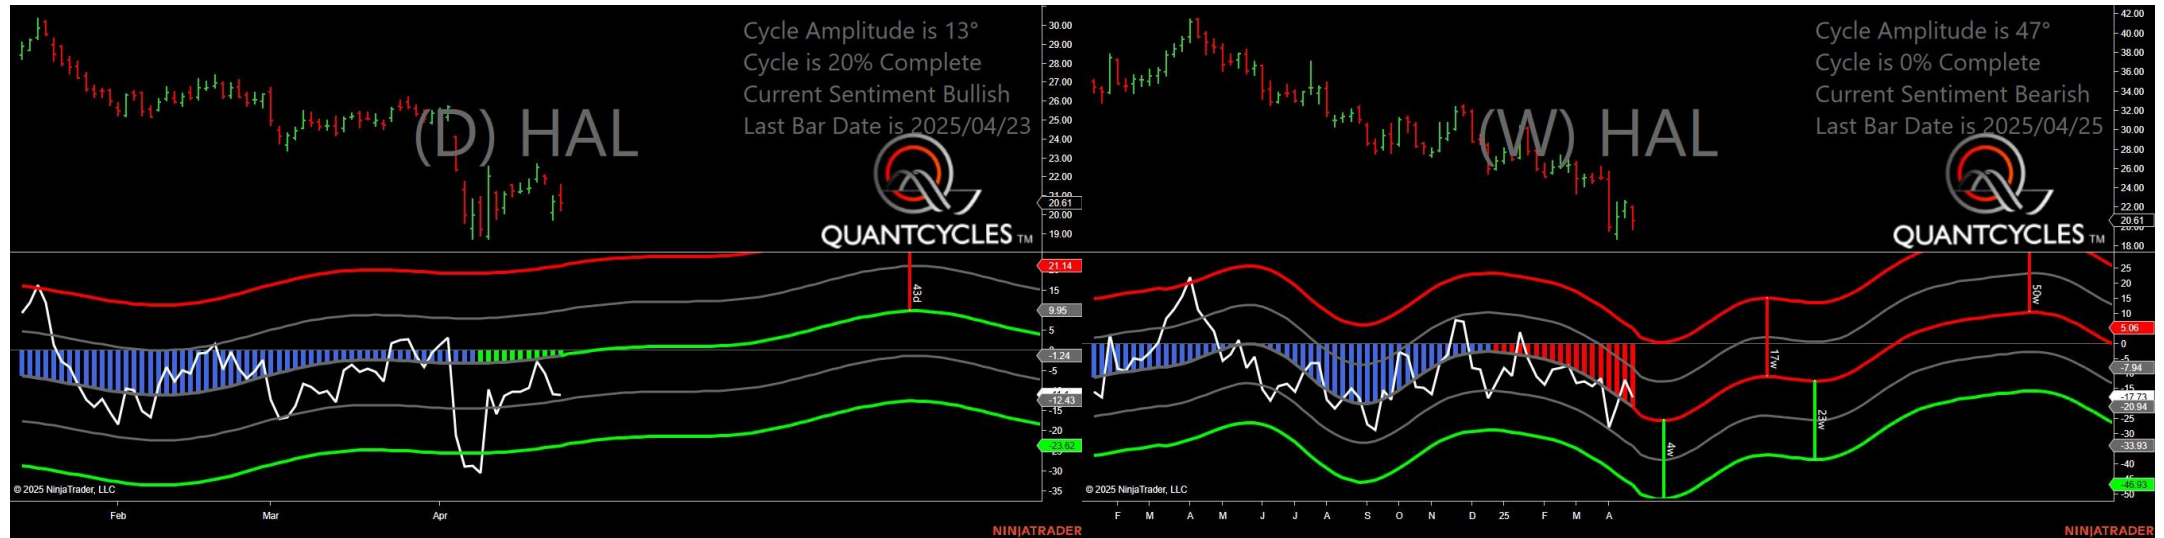 Cycle Amplitude is 13°
Cycle is 20% Complete
Current Sentiment Bullish
Last Bar Date is 2025/04/23
(D) HAL
QUANTCYCLES TM
30.00
29.00
28.00
27.00
26.00
25.00
24.00
23.00
22.00
21.00
20.61
20.00
19.00
21.14
15
9.95
5
-1.24
-12.43
-15
-20
-23.62
-30
-35
43d
© 2025 NinjaTrader, LLC
Feb
Mar
Apr
NINJATRADER
Cycle Amplitude is 47°
Cycle is 0% Complete
Current Sentiment Bearish
Last Bar Date is 2025/04/25
(W) HAL
QUANTCYCLES TM
42.00
40.00
38.00
36.00
34.00
32.00
30.00
28.00
26.00
24.00
22.00
20.61
18.00
25
20
15
10
5.06
0
-5
-7.94
-15
-17.73
-20.94
-25
-30
-33.93
-40
-46.93
-50
4w
17w
23w
50w
© 2025 NinjaTrader, LLC
F
M
A
M
J
J
A
S
O
N
D
25
F
M
A
NINJATRADER